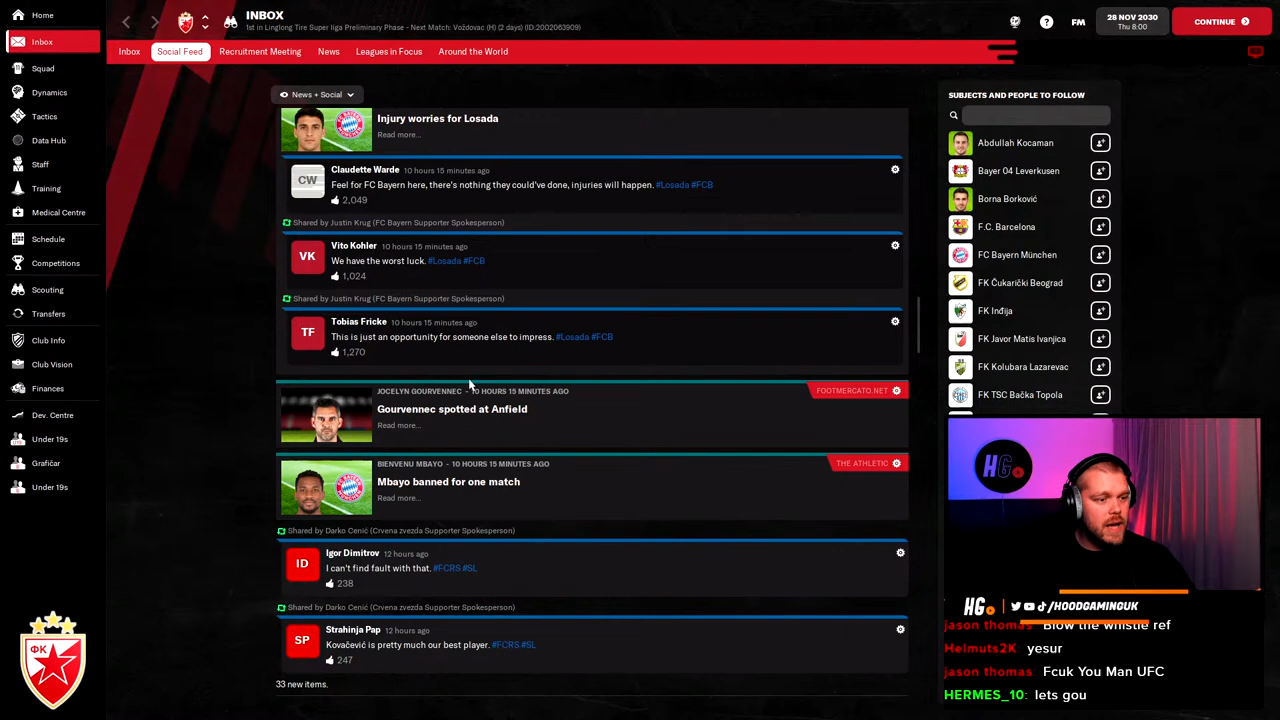 Home
Inbox
Squad
Dynamics
Tactics
Data Hub
Staff
Training
Medical Centre
Schedule
Competitions
Scouting
Transfers
Club Info
Club Vision
Finances
Dev. Centre
Under 19s
Grafičar
Under 19s
ФК
INBOX
1st in Linglong Tire Super liga Preliminary Phase - Next Match: Voždovac (H) (2 days) (ID:2002063909)
?
FM
28 NOV 2030
Thu 8:00
CONTINUE
Inbox Social Feed Recruitment Meeting News Leagues in Focus Around the World
News + Social
Injury worries for Losada
Read more...
CW
Claudette Warde 10 hours 15 minutes ago
Feel for FC Bayern here, there's nothing they could've done, injuries will happen. #Losada #FCB
2,049
Shared by Justin Krug (FC Bayern Supporter Spokesperson)
VK
Vito Kohler 10 hours 15 minutes ago
We have the worst luck. #Losada #FCB
1,024
Shared by Justin Krug (FC Bayern Supporter Spokesperson)
TF
Tobias Fricke 10 hours 15 minutes ago
This is just an opportunity for someone else to impress. #Losada #FCB
1,270
JOCELYN GOURVENNEC - 10 HOURS 15 MINUTES AGO
FOOTMERCATO.NET
Gourvennec spotted at Anfield
Read more...
BIENVENU MBAYO - 10 HOURS 15 MINUTES AGO
THE ATHLETIC
Mbayo banned for one match
Read more...
Shared by Darko Cenić (Crvena zvezda Supporter Spokesperson)
ID
Igor Dimitrov 12 hours ago
I can't find fault with that. #FCRS #SL
238
Shared by Darko Cenić (Crvena zvezda Supporter Spokesperson)
SP
Strahinja Pap 12 hours ago
Kovačević is pretty much our best player. #FCRS #SL
247
33 new items.
SUBJECTS AND PEOPLE TO FOLLOW
Abdullah Kocaman
Bayer 04 Leverkusen
Borna Borković
F.C. Barcelona
FC Bayern München
FK Čukarički Beograd
FK Inđija
FK Javor Matis Ivanjica
FK Kolubara Lazarevac
FK TSC Bačka Topola
HG
HG /HOODGAMINGUK
jason thomas Blow the whistle ref
Helmuts2K yesur
jason thomas Fcuk You Man UFC
HERMES_10: lets gou